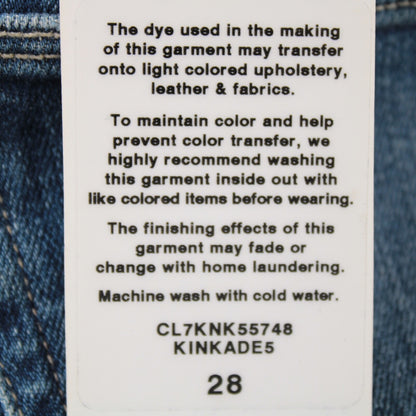 The dye used in the making
of this garment may transfer
onto light colored upholstery,
leather & fabrics.
To maintain color and help
prevent color transfer, we
highly recommend washing
this garment inside out with
like colored items before wearing.
The finishing effects of this
garment may fade or
change with home laundering.
Machine wash with cold water.
CL7KNK55748
KINKADE5
28